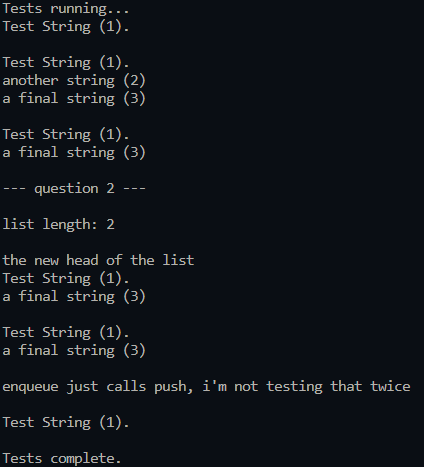 Tests running...
Test String (1).
Test String (1).
another string (2)
a final string (3)
Test String (1).
a final string (3)
--- question 2 ---
list length: 2
the new head of the list
Test String (1).
a final string (3)
Test String (1).
a final string (3)
enqueue just calls push, i'm not testing that twice
Test String (1).
Tests complete.